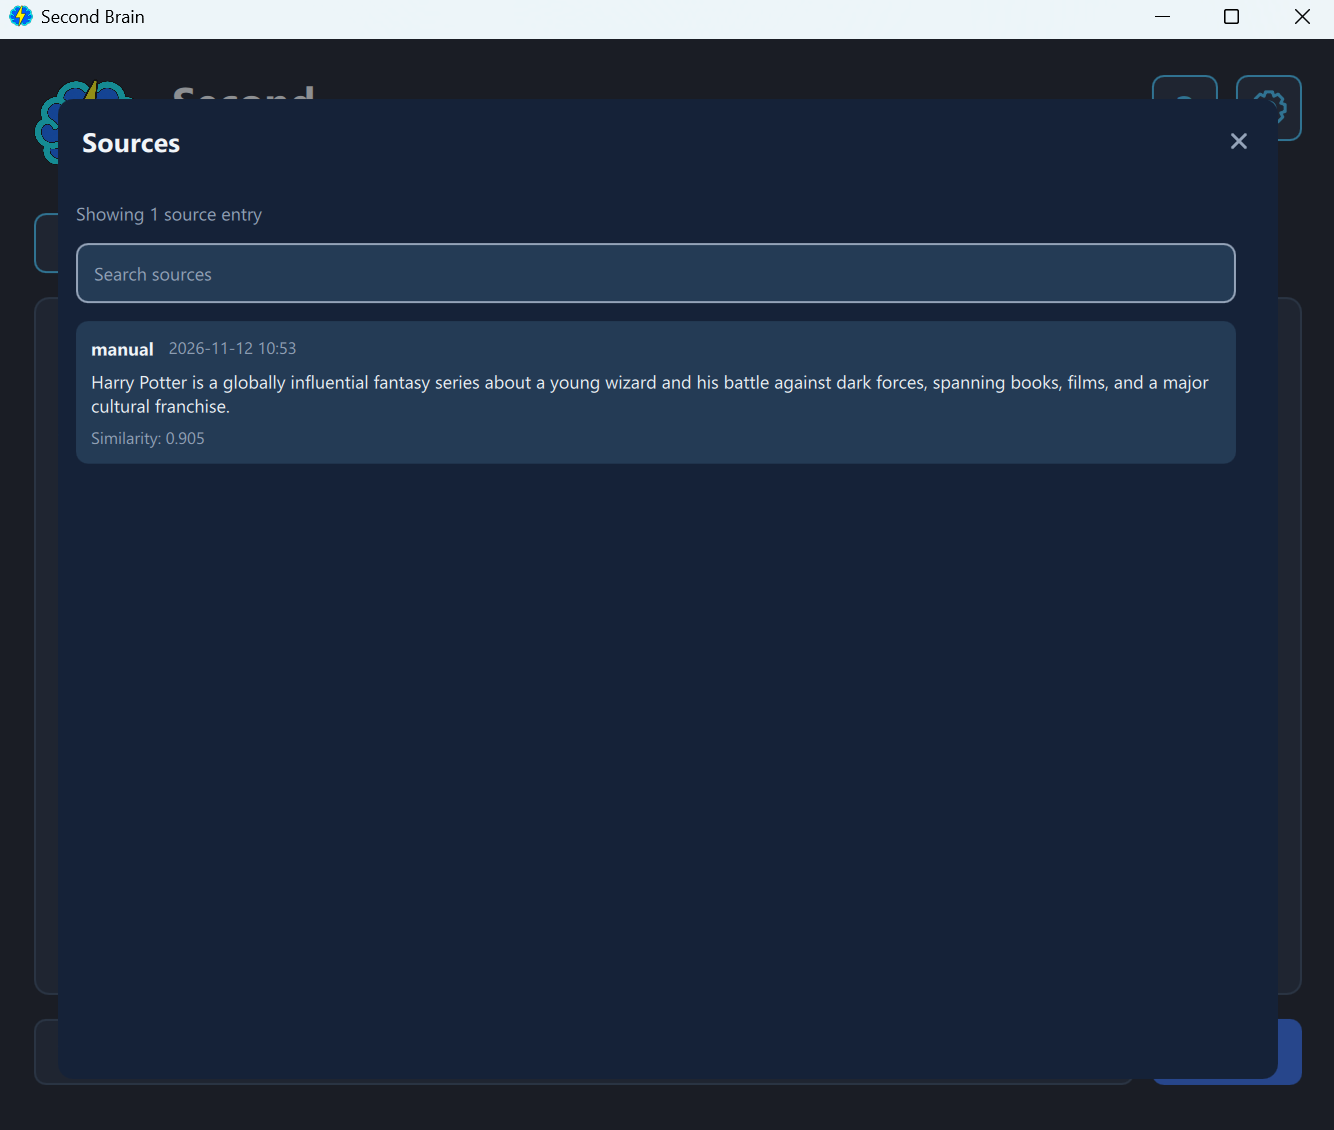 Second Brain
Second
Sources
Showing 1 source entry
Search sources
manual 2026-11-12 10:53
Harry Potter is a globally influential fantasy series about a young wizard and his battle against dark forces, spanning books, films, and a major
cultural franchise.
Similarity: 0.905